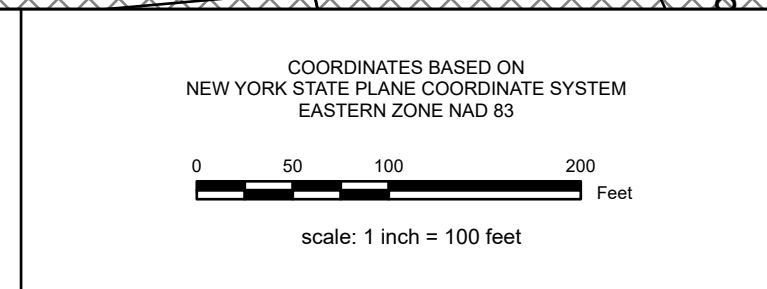 COORDINATES BASED ON
NEW YORK STATE PLANE COORDINATE SYSTEM
EASTERN ZONE NAD 83
0 50 100 200
Feet
scale: 1 inch = 100 feet